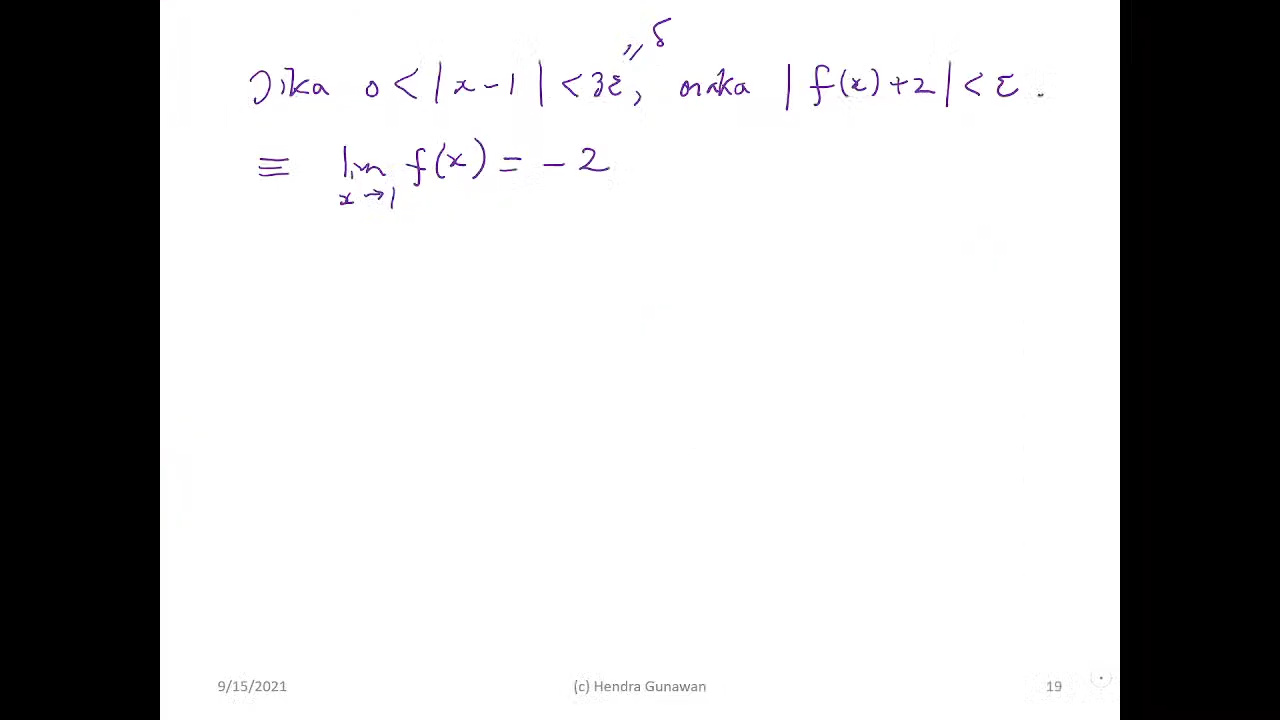 " δ
Jika 0 < |x - 1| < 3ε, maka |f(x) + 2| < ε.
≡ lim f(x) = -2
x→1
9/15/2021 (c) Hendra Gunawan 19